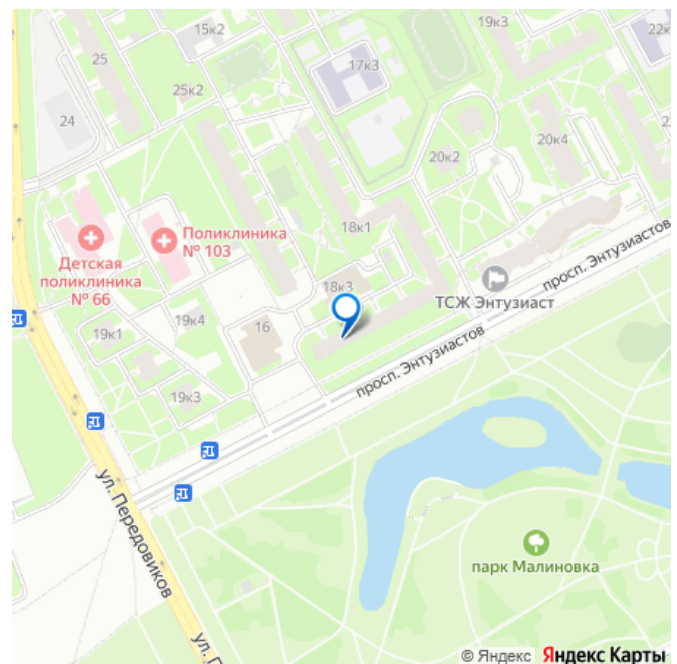 19к3
22к
15к2
25
17к3
25к2
24
20к4
20к2
18к1
Поликлиника
№ 103
Детская
поликлиника
№ 66
просп. Энтузиастов
ТСЖ Энтузиаст
18к3
19к4
16
19к1
просп. Энтузиастов
19к3
ул. Передовиков
парк Малиновка
ул. П
© Яндекс Яндекс Карты